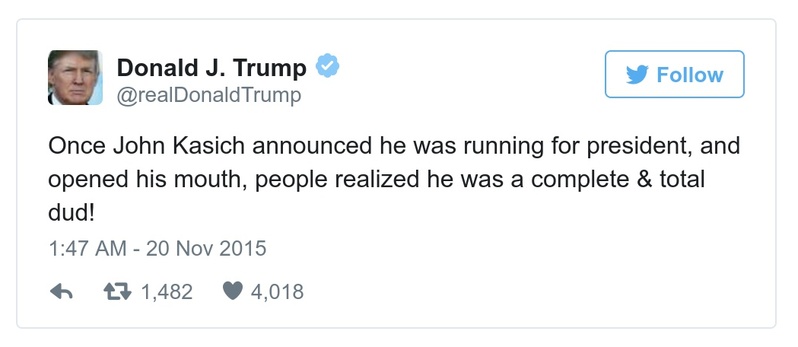 Donald J. Trump
@realDonaldTrump
Follow
Once John Kasich announced he was running for president, and
opened his mouth, people realized he was a complete & total
dud!
1:47 AM - 20 Nov 2015
1,482 4,018